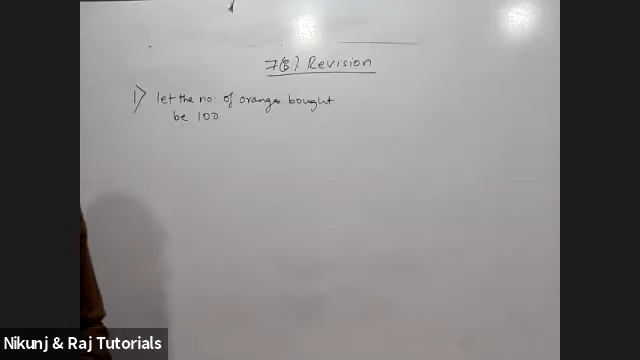 7(B) Revision
1) let the no. of oranges bought
be 100
Nikunj & Raj Tutorials